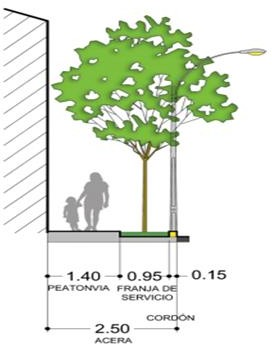 1.40 0.95 0.15
PEATONVIA FRANJA DE
SERVICIO
CORDÓN
2.50
ACERA